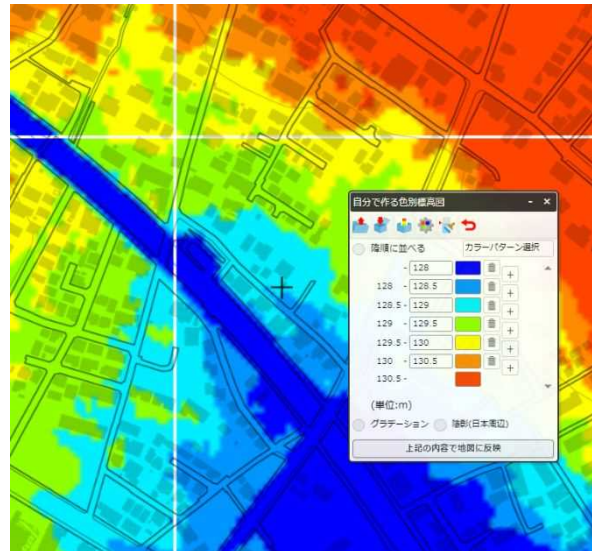 自分で作る色別標高図 - ×
降順に並べる カラーパターン選択
- 128 +
128 - 128.5 +
128.5 - 129 +
129 - 129.5 +
129.5 - 130 +
130 - 130.5 +
130.5 -
(単位:m)
グラデーション 陰影(日本周辺)
上記の内容で地図に反映